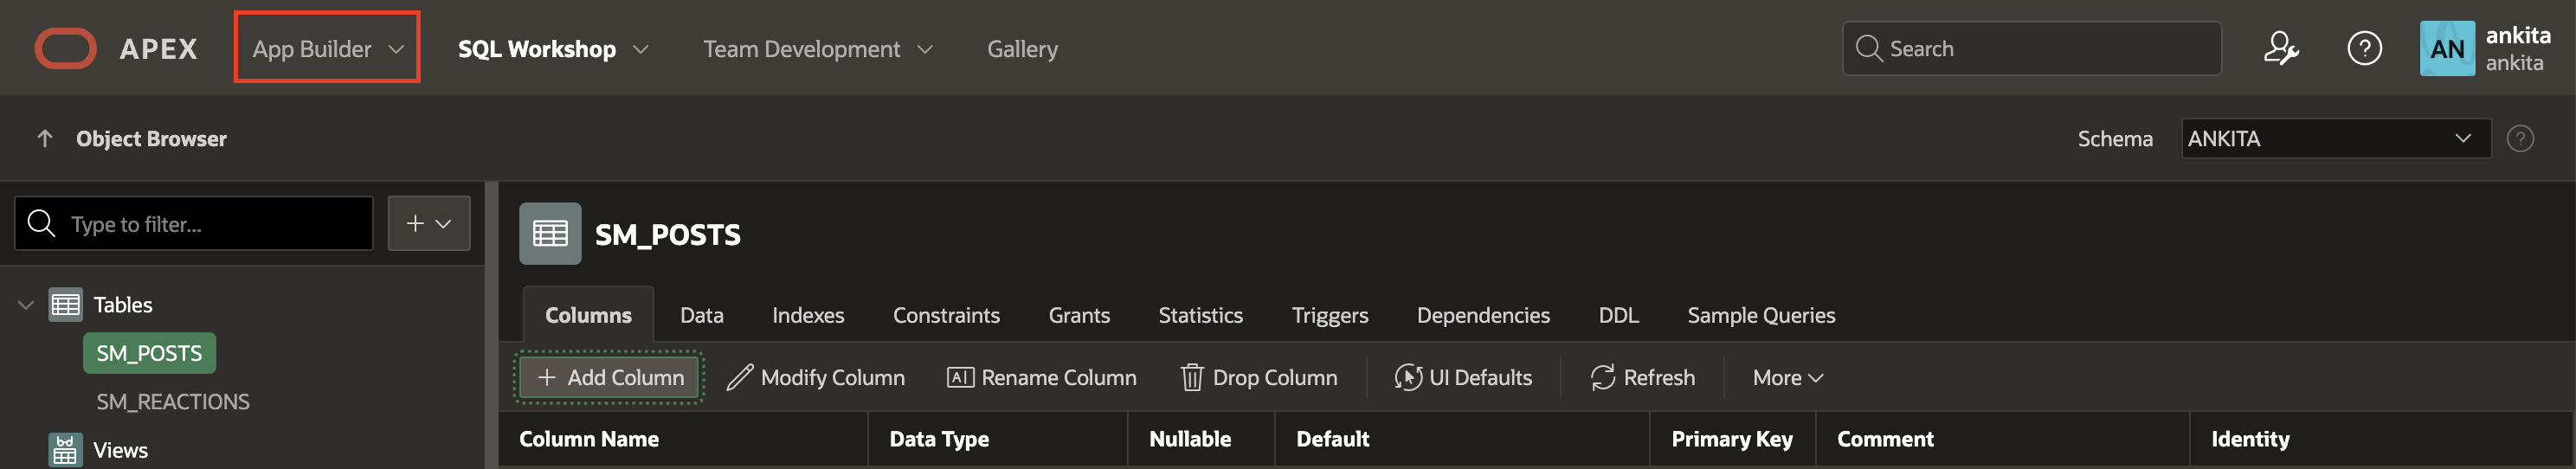 APEX App Builder SQL Workshop Team Development Gallery Search ? AN ankita
ankita
Object Browser Schema ANKITA ?
Type to filter... +
SM_POSTS
Tables
SM_POSTS
SM_REACTIONS
Views
Columns Data Indexes Constraints Grants Statistics Triggers Dependencies DDL Sample Queries
+ Add Column Modify Column Rename Column Drop Column UI Defaults Refresh More
Column Name Data Type Nullable Default Primary Key Comment Identity